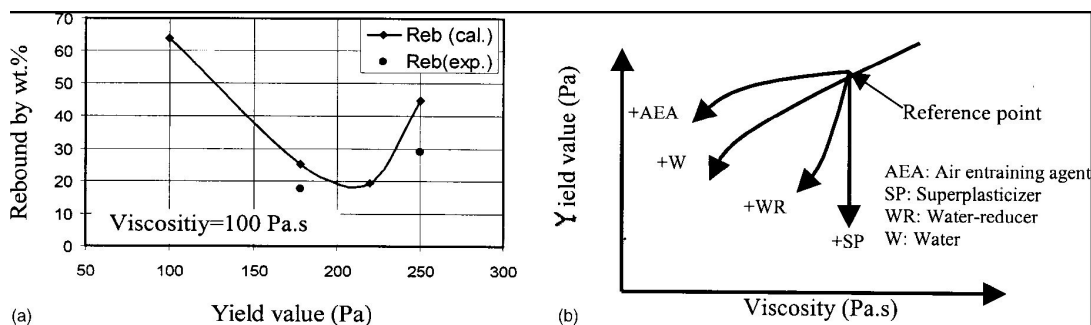 70
60
50
40
30
20
10
0
Rebound by wt.%
Reb (cal.)
Reb(exp.)
Viscositiy=100 Pa.s
50 100 150 200 250 300
Yield value (Pa)
(a)
Yield value (Pa)
+AEA
+W
+WR
+SP
Reference point
AEA: Air entraining agent
SP: Superplasticizer
WR: Water-reducer
W: Water
Viscosity (Pa.s)
(b)